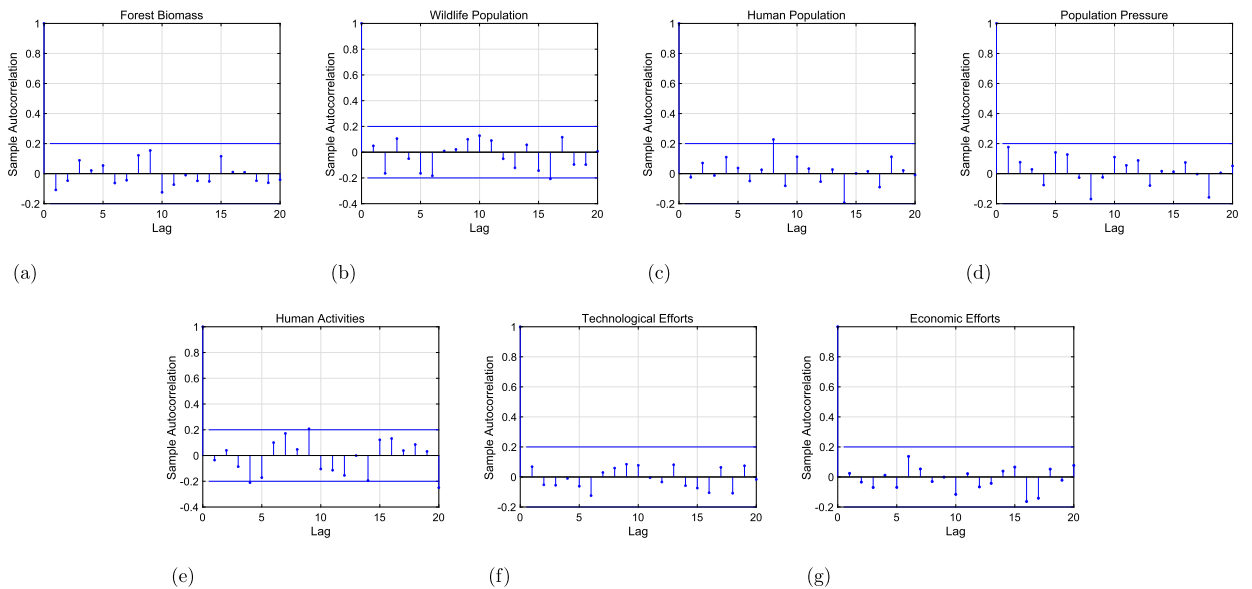 Forest Biomass
Sample Autocorrelation
1
0.8
0.6
0.4
0.2
0
-0.2
0 5 10 15 20
Lag
(a)
Wildlife Population
Sample Autocorrelation
1
0.8
0.6
0.4
0.2
0
-0.2
-0.4
0 5 10 15 20
Lag
(b)
Human Population
Sample Autocorrelation
1
0.8
0.6
0.4
0.2
0
-0.2
0 5 10 15 20
Lag
(c)
Population Pressure
Sample Autocorrelation
1
0.8
0.6
0.4
0.2
0
-0.2
0 5 10 15 20
Lag
(d)
Human Activities
Sample Autocorrelation
1
0.8
0.6
0.4
0.2
0
-0.2
-0.4
0 5 10 15 20
Lag
(e)
Technological Efforts
Sample Autocorrelation
1
0.8
0.6
0.4
0.2
0
-0.2
0 5 10 15 20
Lag
(f)
Economic Efforts
Sample Autocorrelation
1
0.8
0.6
0.4
0.2
0
-0.2
0 5 10 15 20
Lag
(g)